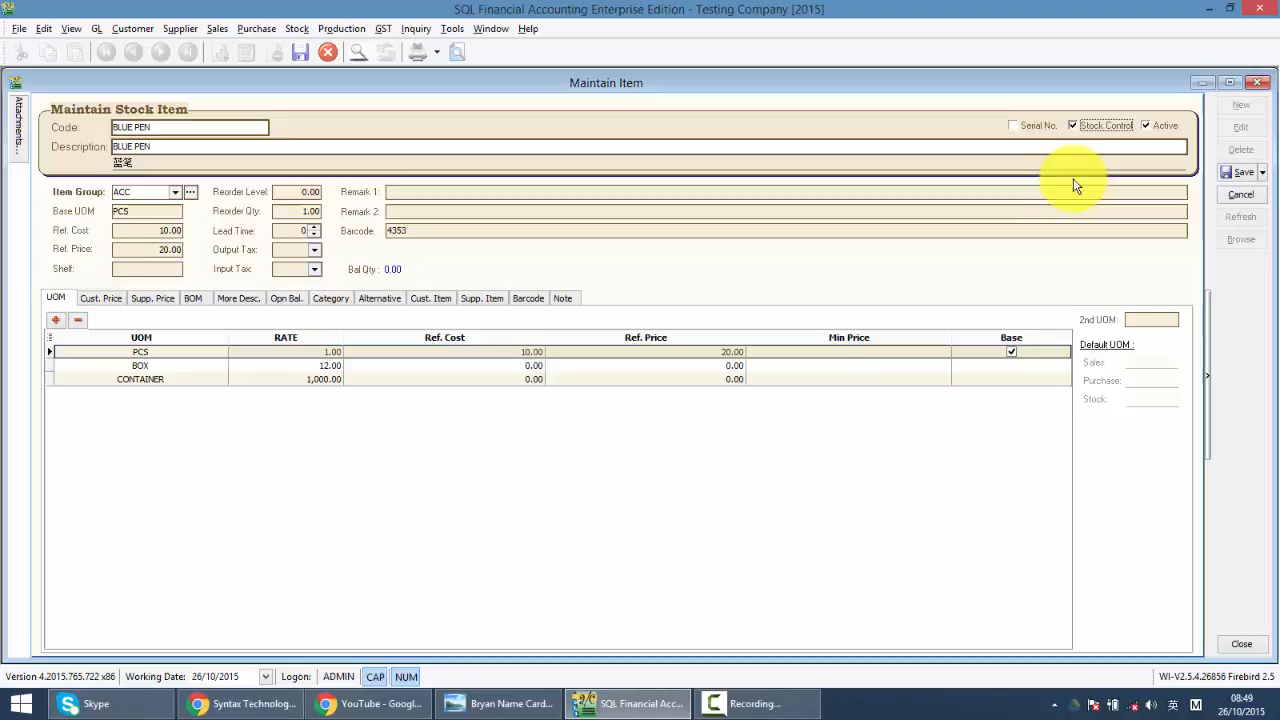 SQL Financial Accounting Enterprise Edition - Testing Company [2015]
File Edit View GL Customer Supplier Sales Purchase Stock Production GST Inquiry Tools Window Help
Maintain Item
Attachments...
Maintain Stock Item
Code: BLUE PEN
Serial No. Stock Control Active
Description: BLUE PEN
蓝笔
Item Group: ACC Reorder Level: 0.00 Remark 1:
Base UOM PCS Reorder Qty: 1.00 Remark 2:
Ref. Cost: 10.00 Lead Time: 0 Barcode: 4353
Ref. Price: 20.00 Output Tax:
Shelf: Input Tax: Bal Qty: 0.00
New
Edit
Delete
Save
Cancel
Refresh
Browse
UOM Cust. Price Supp. Price BOM More Desc. Opn Bal. Category Alternative Cust. Item Supp. Item Barcode Note
UOM RATE Ref. Cost Ref. Price Min Price Base
PCS 1.00 10.00 20.00
BOX 12.00 0.00 0.00
CONTAINER 1,000.00 0.00 0.00
2nd UOM:
Default UOM :
Sales:
Purchase:
Stock:
Close
Version 4.2015.765.722 x86 Working Date: 26/10/2015 Logon: ADMIN CAP NUM WI-V2.5.4.26856 Firebird 2.5
Skype Syntax Technolog... YouTube - Googl... Bryan Name Card... SQL Financial Acc... Recording...
英 M 08:49
26/10/2015